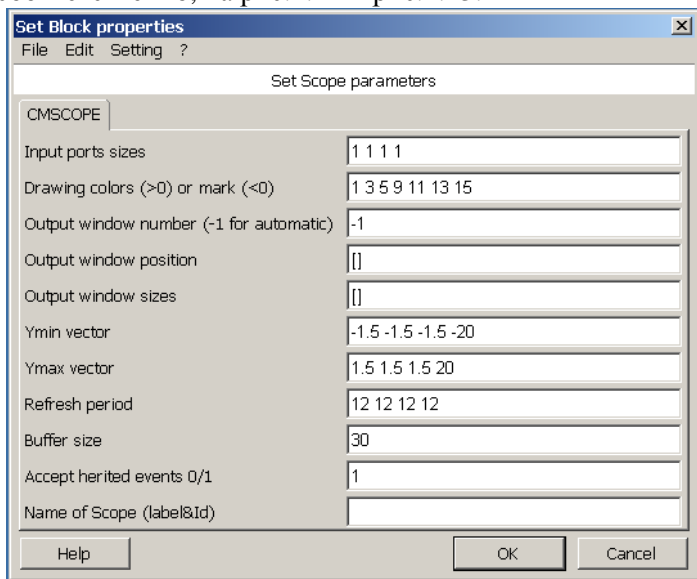 Set Block properties
File Edit Setting ?
Set Scope parameters
CMSCOPE
Input ports sizes 1 1 1 1
Drawing colors (>0) or mark (<0) 1 3 5 9 11 13 15
Output window number (-1 for automatic) -1
Output window position []
Output window sizes []
Ymin vector -1.5 -1.5 -1.5 -20
Ymax vector 1.5 1.5 1.5 20
Refresh period 12 12 12 12
Buffer size 30
Accept herited events 0/1 1
Name of Scope (label&Id)
Help OK Cancel